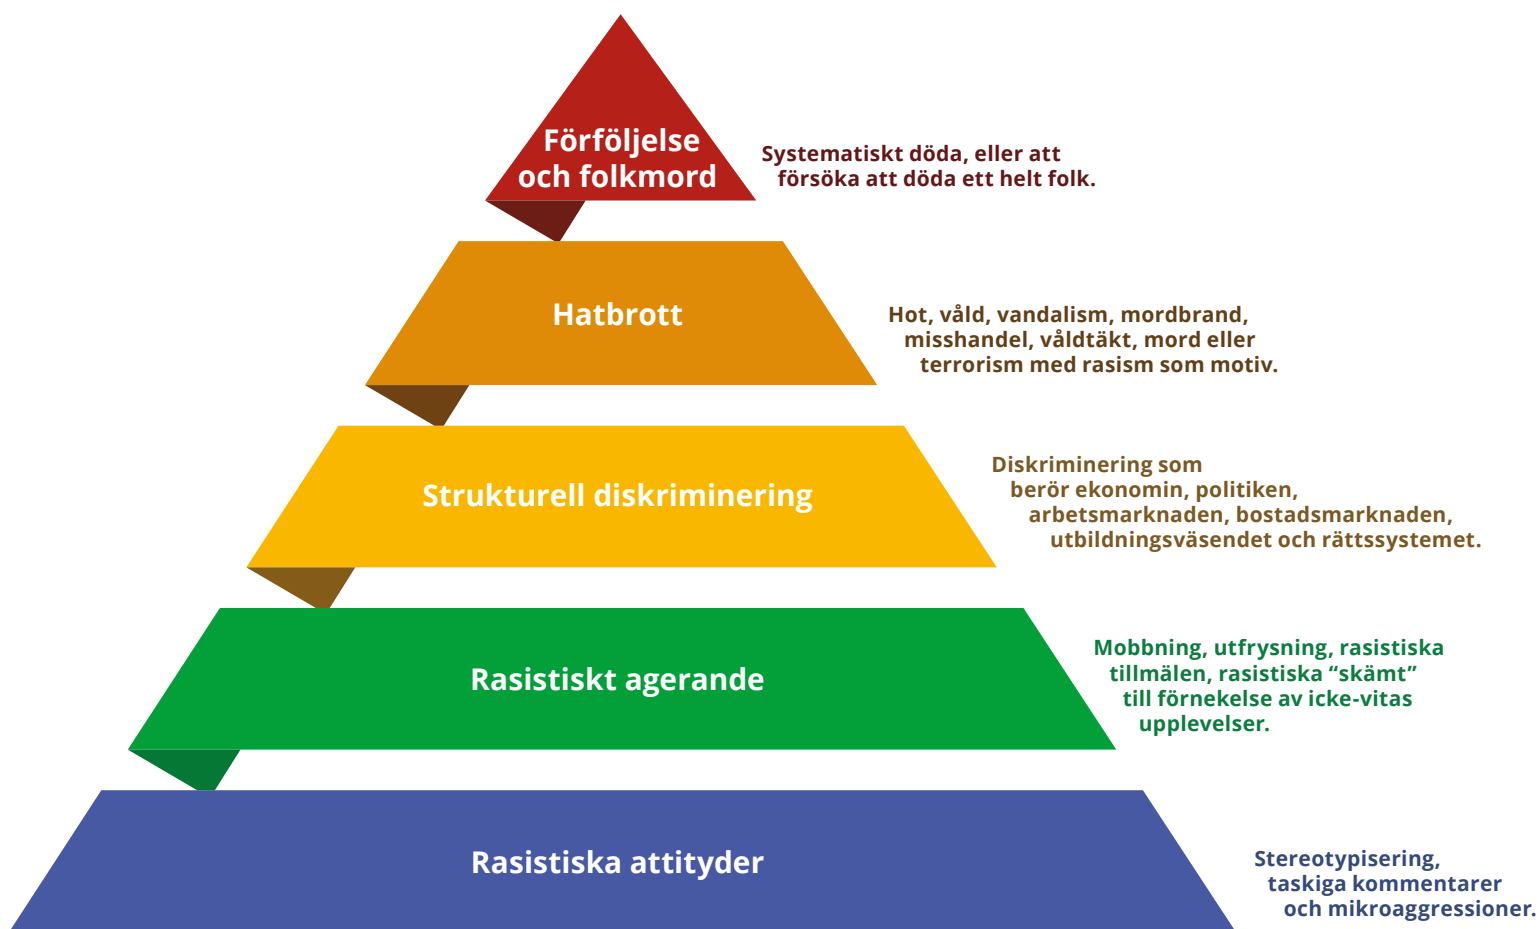 Förföljelse
och folkmord
Systematiskt döda, eller att
försöka att döda ett helt folk.
Hatbrott
Hot, våld, vandalism, mordbrand,
misshandel, våldtäkt, mord eller
terrorism med rasism som motiv.
Strukturell diskriminering
Diskriminering som
berör ekonomin, politiken,
arbetsmarknaden, bostadsmarknaden,
utbildningsväsendet och rättssystemet.
Rasistiskt agerande
Mobbning, utfrysning, rasistiska
tillmälen, rasistiska “skämt”
till förnekelse av icke-vitas
upplevelser.
Rasistiska attityder
Stereotypisering,
taskiga kommentarer
och mikroaggressioner.